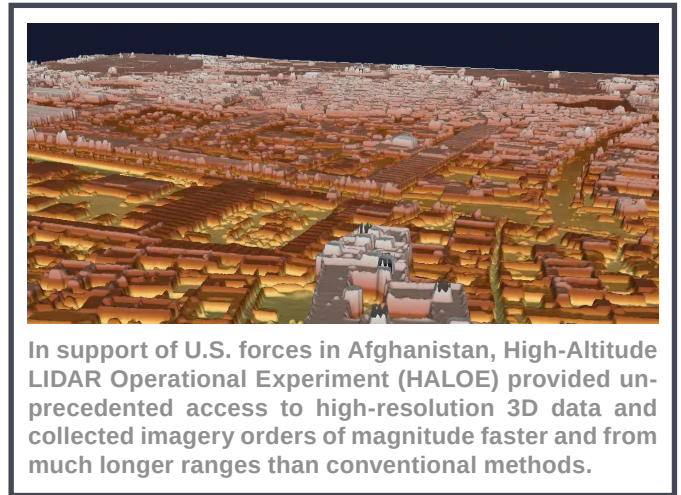 In support of U.S. forces in Afghanistan, High-Altitude
LIDAR Operational Experiment (HALOE) provided un-
precedented access to high-resolution 3D data and
collected imagery orders of magnitude faster and from
much longer ranges than conventional methods.